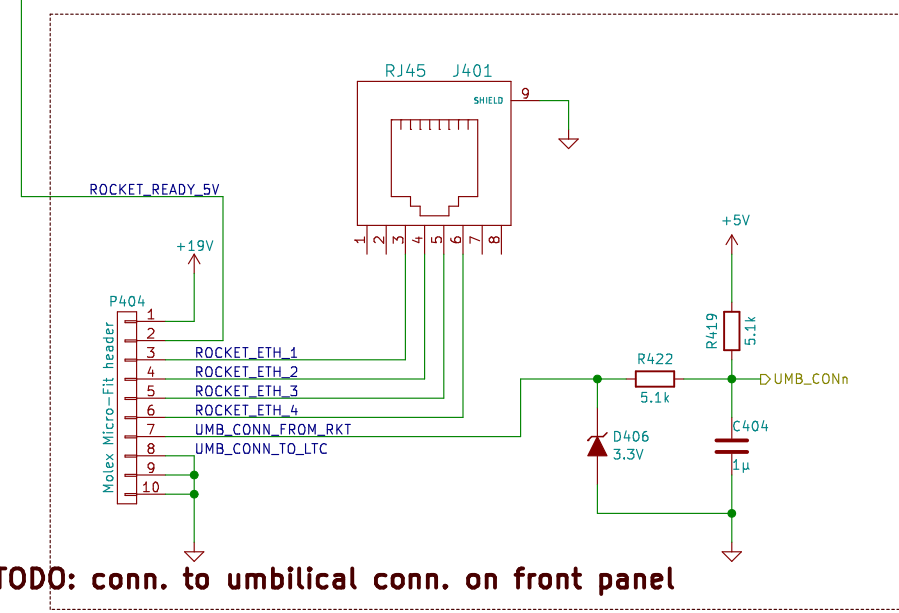 RJ45 J401
SHIELD
9
1 2 3 4 5 6 7 8
ROCKET_READY_5V
+19V
+5V
P404
Molex Micro-Fit header
1
2
3 ROCKET_ETH_1
4 ROCKET_ETH_2
5 ROCKET_ETH_3
6 ROCKET_ETH_4
7 UMB_CONN_FROM_RKT
8 UMB_CONN_TO_LTC
9
10
R419
5.1k
R422
5.1k
UMB_CONn
D406
3.3V
C404
1µ
TODO: conn. to umbilical conn. on front panel